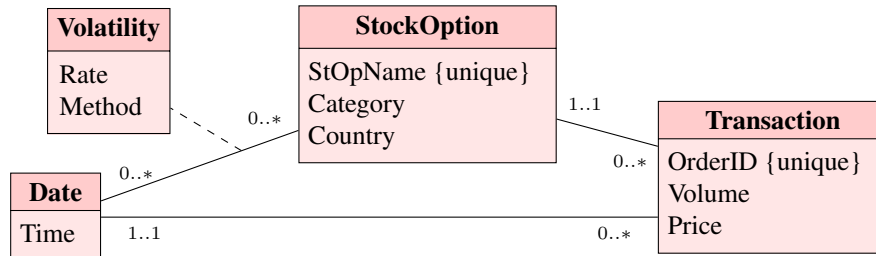 Volatility
Rate
Method
StockOption
StOpName {unique}
Category
Country
Transaction
OrderID {unique}
Volume
Price
Date
Time
0..*
0..*
1..1
0..*
1..1
0..*